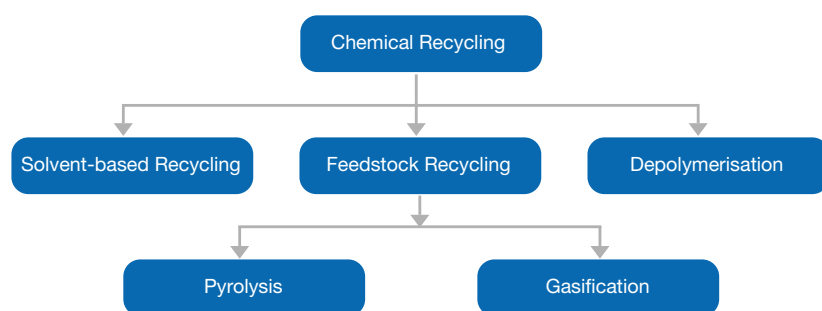 Chemical Recycling
Solvent-based Recycling
Feedstock Recycling
Depolymerisation
Pyrolysis
Gasification